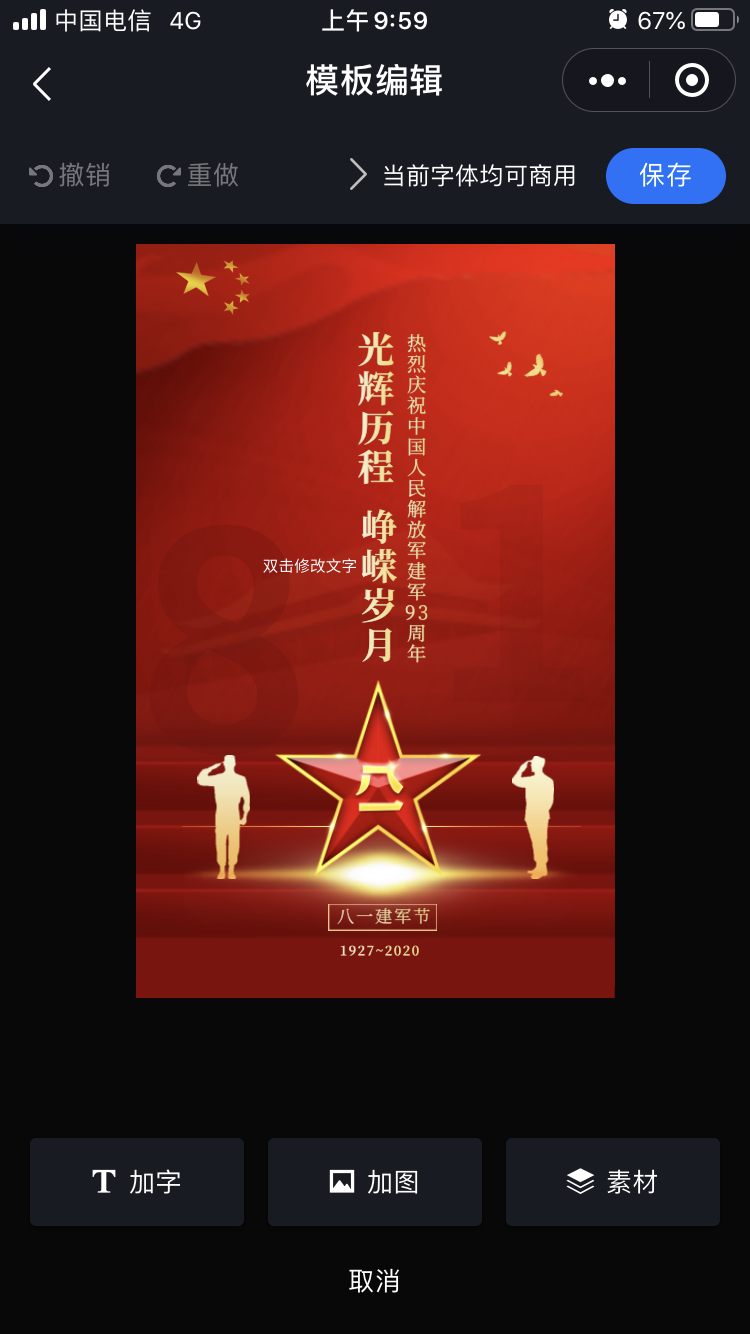 中国电信 4G 上午9:59 67%
模板编辑
撤销 重做 当前字体均可商用 保存
热烈庆祝中国人民解放军建军93周年
光辉历程 峥嵘岁月
双击修改文字
81
八一
八一建军节
1927~2020
T 加字 加图 素材
取消